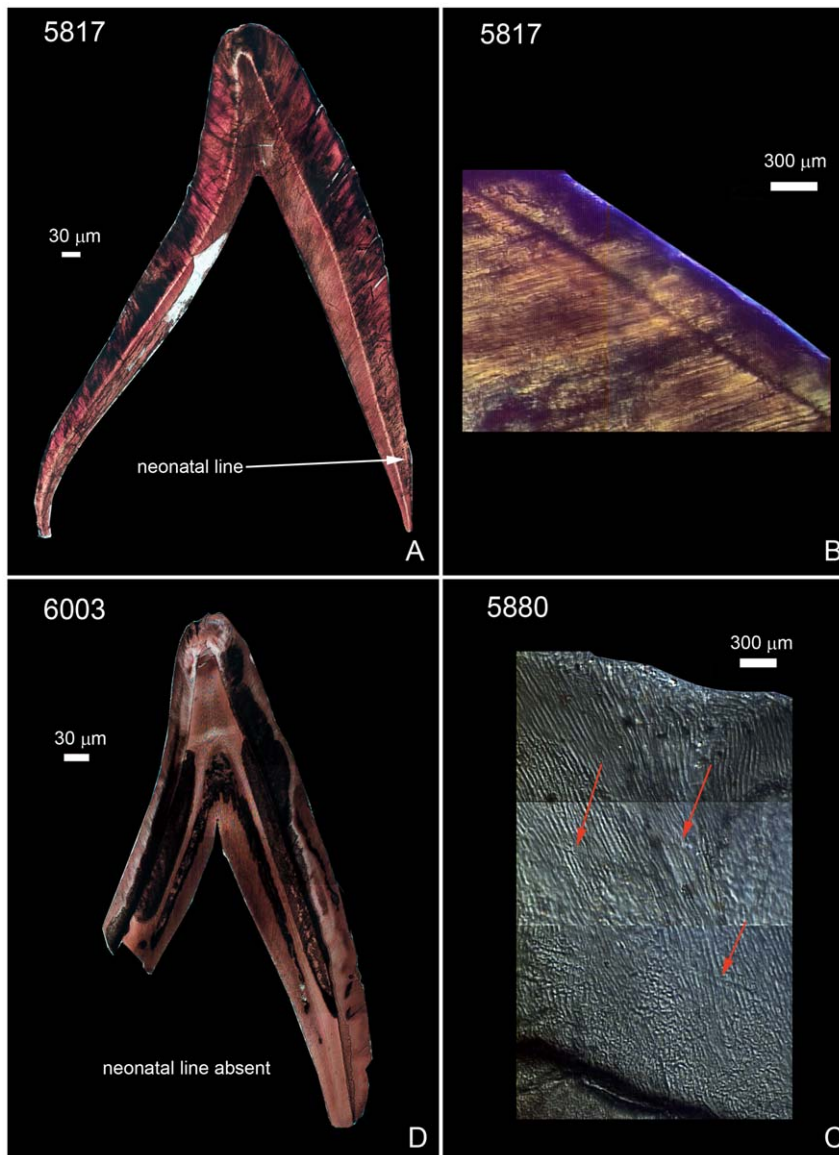 5817
30 μm
neonatal line
A
5817
300 μm
B
6003
30 μm
neonatal line absent
D
5880
300 μm
C